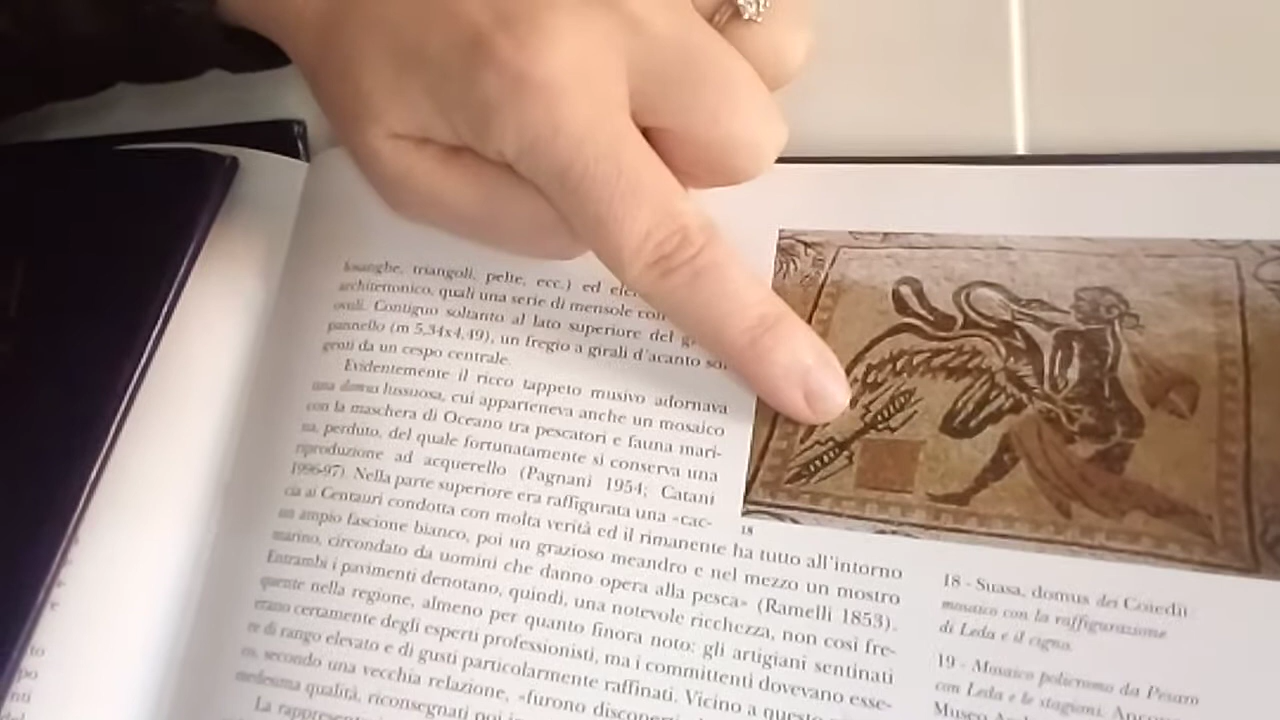 losanghe, triangoli, pelte, ecc.) ed
architettonico, quali una serie di mensole con
ovuli. Contiguo soltanto al lato superiore del
pannello (m 5,34x4,49), un fregio a girali d'acanto
genti da un cespo centrale.
Evidentemente il ricco tappeto musivo adornava
una domus lussuosa, cui apparteneva anche un mosaico
con la maschera di Oceano tra pescatori e fauna mari-
na, perduto, del quale fortunatamente si conserva una
riproduzione ad acquerello (Pagnani 1954; Catani
1996-97). Nella parte superiore era raffigurata una «cac-
cia ai Centauri condotta con molta verità ed il rimanente ha tutto all'intorno
un ampio fascione bianco, poi un grazioso meandro e nel mezzo un mostro
marino, circondato da uomini che danno opera alla pesca» (Ramelli 1853).
Entrambi i pavimenti denotano, quindi, una notevole ricchezza, non così fre-
quente nella regione, almeno per quanto finora noto: gli artigiani sentinati
erano certamente degli esperti professionisti, ma i committenti dovevano esse-
re di rango elevato e di gusti particolarmente raffinati. Vicino a questo
secondo una vecchia relazione, «furono
medesima qualità, riconsegnati poi
18
18 - Suasa, domus dei Coiedii:
mosaico con la raffigurazione
di Leda e il cigno.
19 - Mosaico policromo da Pesaro
con Leda e le stagioni.
Museo
to
po
nti